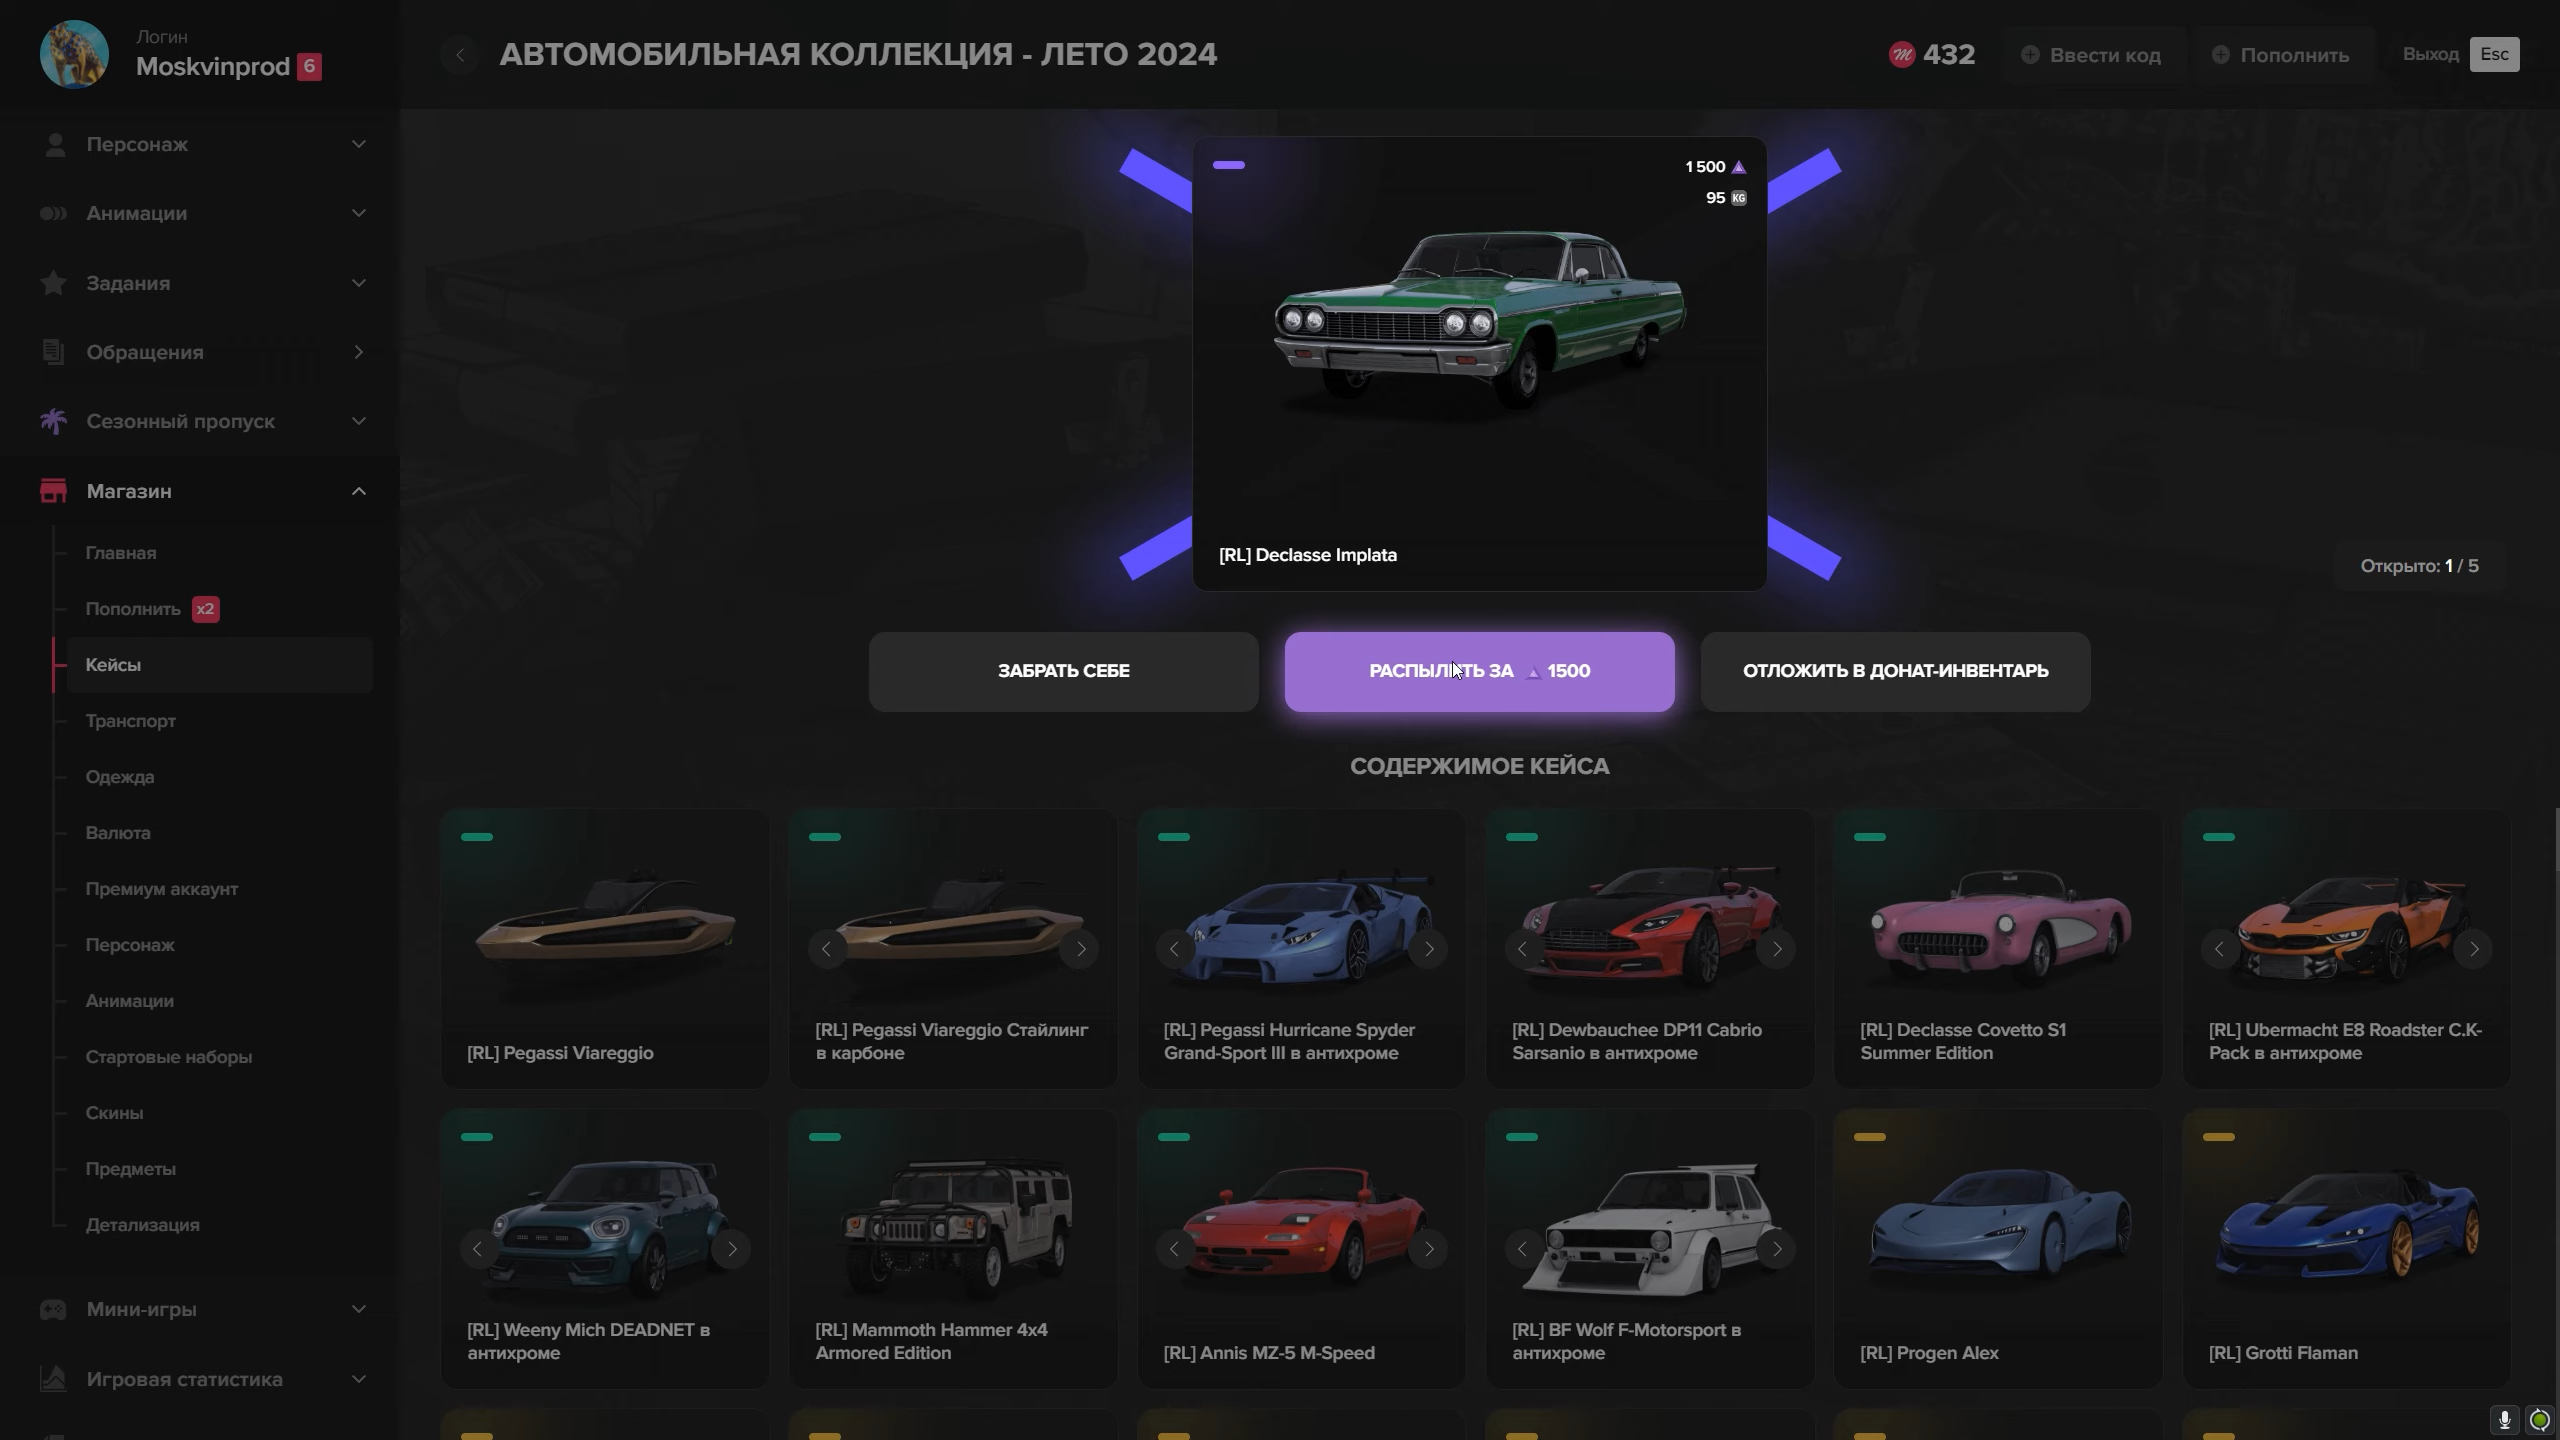 Логин
Moskvinprod 6
АВТОМОБИЛЬНАЯ КОЛЛЕКЦИЯ - ЛЕТО 2024
432
Ввести код
Пополнить
Выход Esc
Персонаж
Анимации
Задания
Обращения
Сезонный пропуск
Магазин
Главная
Пополнить x2
Кейсы
Транспорт
Одежда
Валюта
Премиум аккаунт
Персонаж
Анимации
Стартовые наборы
Скины
Предметы
Детализация
Мини-игры
Игровая статистика
1 500
95 KG
[RL] Declasse Implata
Открыто: 1 / 5
ЗАБРАТЬ СЕБЕ
РАСПЫЛИТЬ ЗА 1500
ОТЛОЖИТЬ В ДОНАТ-ИНВЕНТАРЬ
СОДЕРЖИМОЕ КЕЙСА
[RL] Pegassi Viareggio
[RL] Pegassi Viareggio Стайлинг
в карбоне
[RL] Pegassi Hurricane Spyder
Grand-Sport III в антихроме
[RL] Dewbauchee DP11 Cabrio
Sarsanio в антихроме
[RL] Declasse Covetto S1
Summer Edition
[RL] Ubermacht E8 Roadster C.K-
Pack в антихроме
[RL] Weeny Mich DEADNET в
антихроме
[RL] Mammoth Hammer 4x4
Armored Edition
[RL] Annis MZ-5 M-Speed
[RL] BF Wolf F-Motorsport в
антихроме
[RL] Progen Alex
[RL] Grotti Flaman